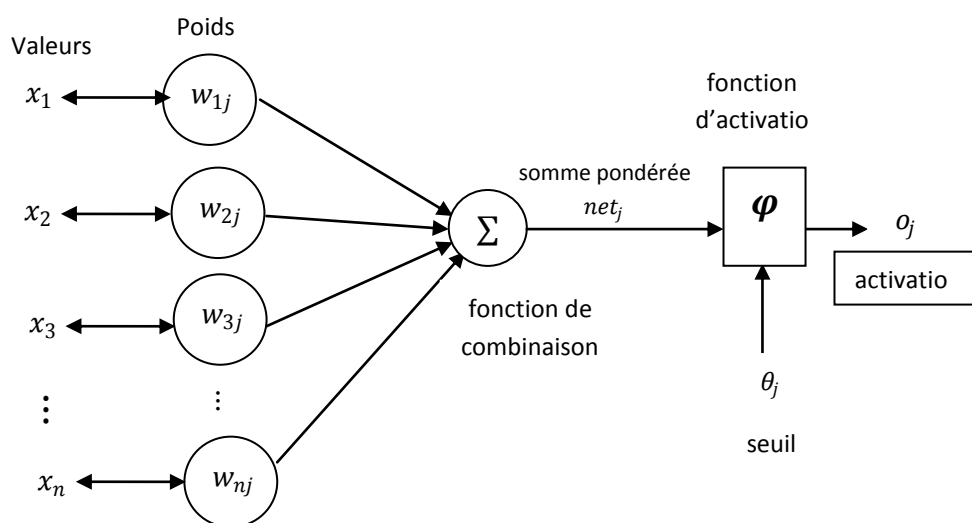 Poids
Valeurs
x₁
w₁ⱼ
fonction
d'activatio
x₂
w₂ⱼ
Σ
somme pondérée
netⱼ
φ
oⱼ
activatio
x₃
w₃ⱼ
fonction de
combinaison
θⱼ
⋮
⋮
seuil
xₙ
wₙⱼ